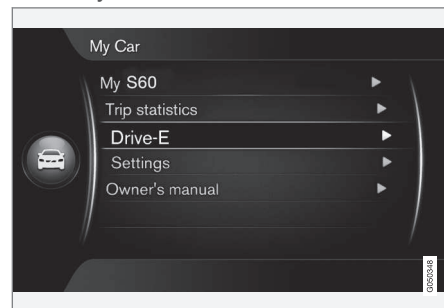 My Car
My S60
Trip statistics
Drive-E
Settings
Owner's manual
G050348